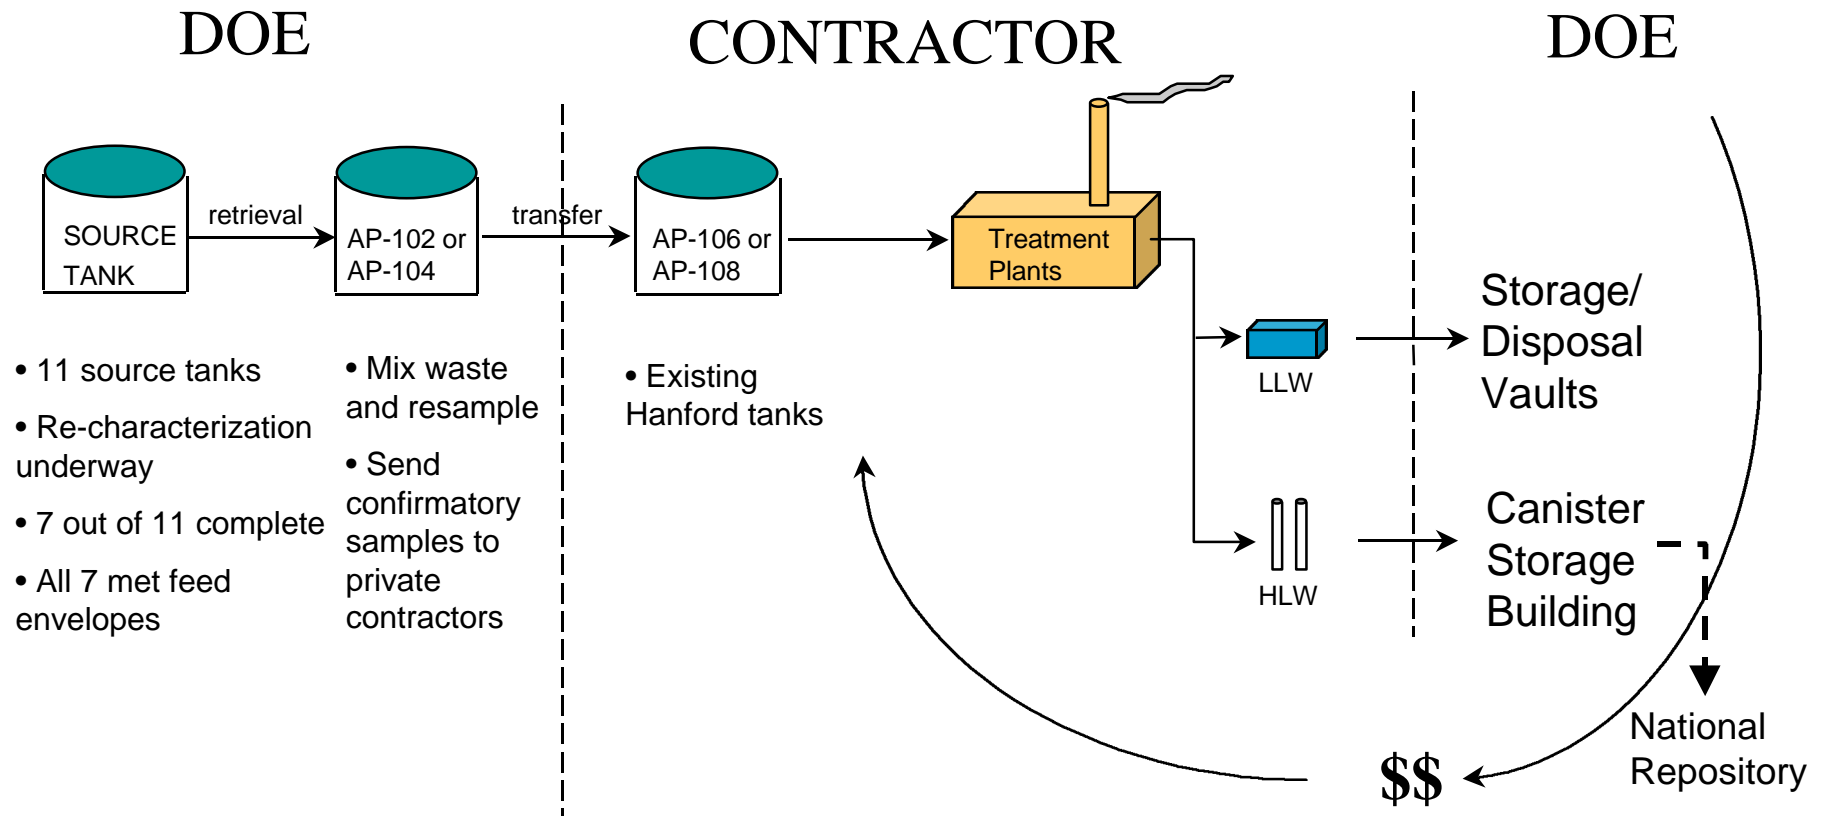 DOE
CONTRACTOR
DOE
SOURCE
TANK
retrieval
AP-102 or
AP-104
transfer
AP-106 or
AP-108
Treatment
Plants
• 11 source tanks
• Re-characterization
underway
• 7 out of 11 complete
• All 7 met feed
envelopes
• Mix waste
and resample
• Send
confirmatory
samples to
private
contractors
• Existing
Hanford tanks
LLW
HLW
Storage/
Disposal
Vaults
Canister
Storage
Building
National
Repository
$$